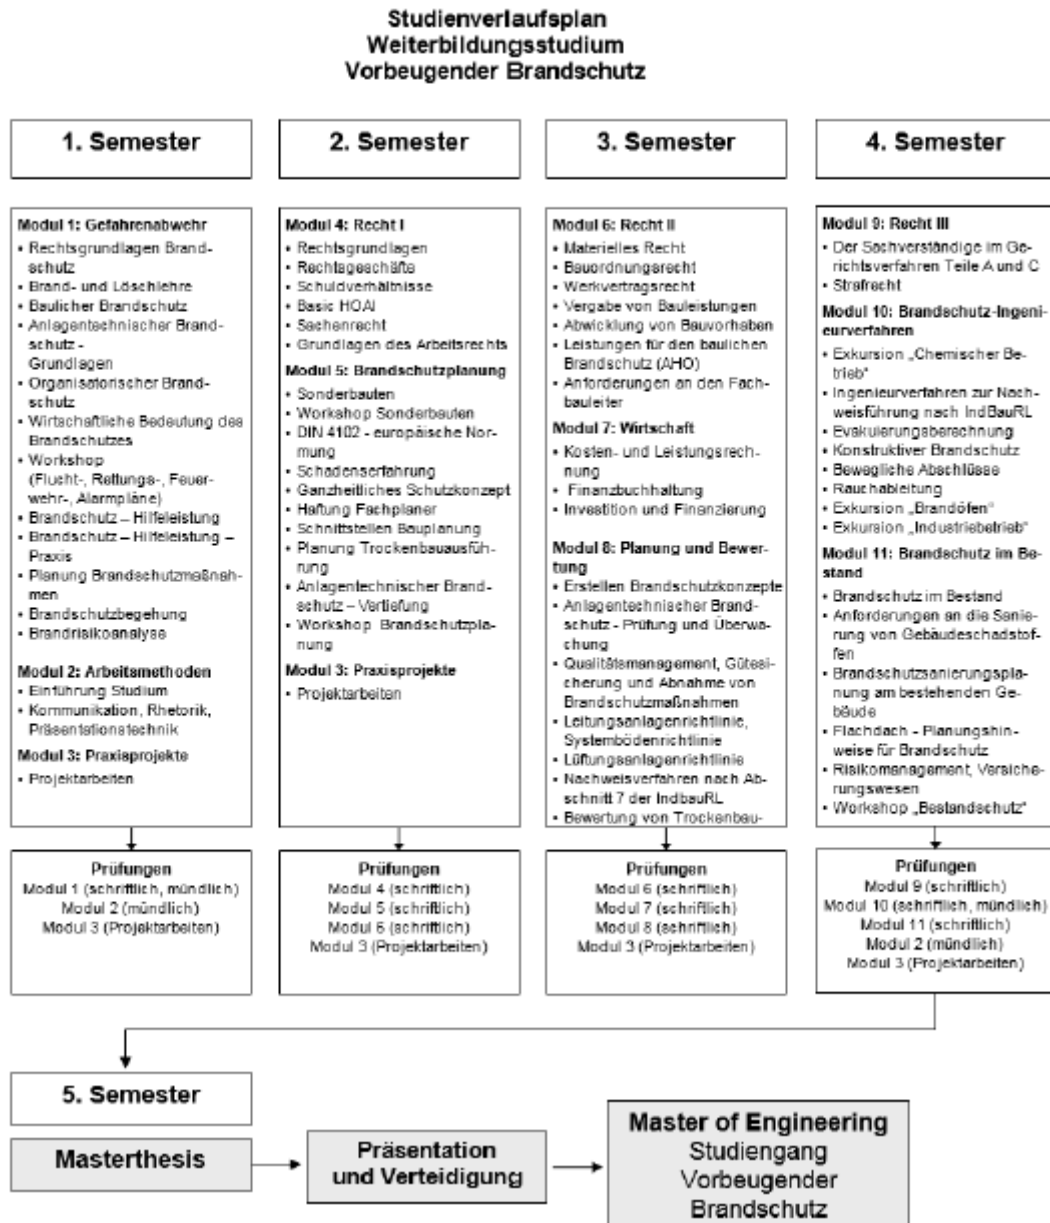 Studienverlaufsplan
Weiterbildungsstudium
Vorbeugender Brandschutz
1. Semester
Modul 1: Gefahrenabwehr
• Rechtsgrundlagen Brand-
schutz
• Brand- und Löschlehre
• Baulicher Brandschutz
• Anlagentechnischer Brand-
schutz -
Grundlagen
• Organisatorischer Brand-
schutz
• Wirtschaftliche Bedeutung des
Brandschutzes
• Workshop
(Flucht-, Rettungs-, Feuer-
wehr-, Alarmpläne)
• Brandschutz – Hilfeleistung
• Brandschutz – Hilfeleistung –
Praxis
• Planung Brandschutzmaßnah-
men
• Brandschutzbegehung
• Brandrisikoanalyse
Modul 2: Arbeitsmethoden
• Einführung Studium
• Kommunikation, Rhetorik,
Präsentationstechnik
Modul 3: Praxisprojekte
• Projektarbeiten
Prüfungen
Modul 1 (schriftlich, mündlich)
Modul 2 (mündlich)
Modul 3 (Projektarbeiten)
2. Semester
Modul 4: Recht I
• Rechtsgrundlagen
• Rechtsgeschäfte
• Schuldverhältnisse
• Basic HOAI
• Sachenrecht
• Grundlagen des Arbeitsrechts
Modul 5: Brandschutzplanung
• Sonderbauten
• Workshop Sonderbauten
• DIN 4102 - europäische Nor-
mung
• Schadenserfahrung
• Ganzheitliches Schutzkonzept
• Haftung Fachplaner
• Schnittstellen Bauplanung
• Planung Trockenbauausfüh-
rung
• Anlagentechnischer Brand-
schutz – Vertiefung
• Workshop Brandschutzpla-
nung
Modul 3: Praxisprojekte
• Projektarbeiten
Prüfungen
Modul 4 (schriftlich)
Modul 5 (schriftlich)
Modul 6 (schriftlich)
Modul 3 (Projektarbeiten)
3. Semester
Modul 6: Recht II
• Materielles Recht
• Bauordnungsrecht
• Werkvertragsrecht
• Vergabe von Bauleistungen
• Abwicklung von Bauvorhaben
• Leistungen für den baulichen
Brandschutz (AHO)
• Anforderungen an den Fach-
bauleiter
Modul 7: Wirtschaft
• Kosten- und Leistungsrech-
nung
• Finanzbuchhaltung
• Investition und Finanzierung
Modul 8: Planung und Bewer-
tung
• Erstellen Brandschutzkonzepte
• Anlagentechnischer Brand-
schutz - Prüfung und Überwa-
chung
• Qualitätsmanagement, Gütesi-
cherung und Abnahme von
Brandschutzmaßnahmen
• Leitungsanlagenrichtlinie,
Systembödenrichtlinie
• Lüftungsanlagenrichtlinie
• Nachweisverfahren nach Ab-
schnitt 7 der IndbauRL
• Bewertung von Trockenbau-
Prüfungen
Modul 6 (schriftlich)
Modul 7 (schriftlich)
Modul 8 (schriftlich)
Modul 3 (Projektarbeiten)
4. Semester
Modul 9: Recht III
• Der Sachverständige im Ge-
richtsverfahren Teile A und C
• Strafrecht
Modul 10: Brandschutz-Ingeni-
eurverfahren
• Exkursion „Chemischer Be-
trieb“
• Ingenieurverfahren zur Nach-
weisführung nach IndBauRL
• Evakuierungsberechnung
• Konstruktiver Brandschutz
• Bewegliche Abschlüsse
• Rauchableitung
• Exkursion „Brandöfen“
• Exkursion „Industriebetrieb“
Modul 11: Brandschutz im Be-
stand
• Brandschutz im Bestand
• Anforderungen an die Sanie-
rung von Gebäudeschadstof-
fen
• Brandschutzsanierungspla-
nung am bestehenden Ge-
bäude
• Flachdach - Planungshin-
weise für Brandschutz
• Risikomanagement, Versiche-
rungswesen
• Workshop „Bestandschutz“
Prüfungen
Modul 9 (schriftlich)
Modul 10 (schriftlich, mündlich)
Modul 11 (schriftlich)
Modul 2 (mündlich)
Modul 3 (Projektarbeiten)
5. Semester
Masterthesis
Präsentation
und Verteidigung
Master of Engineering
Studiengang
Vorbeugender
Brandschutz